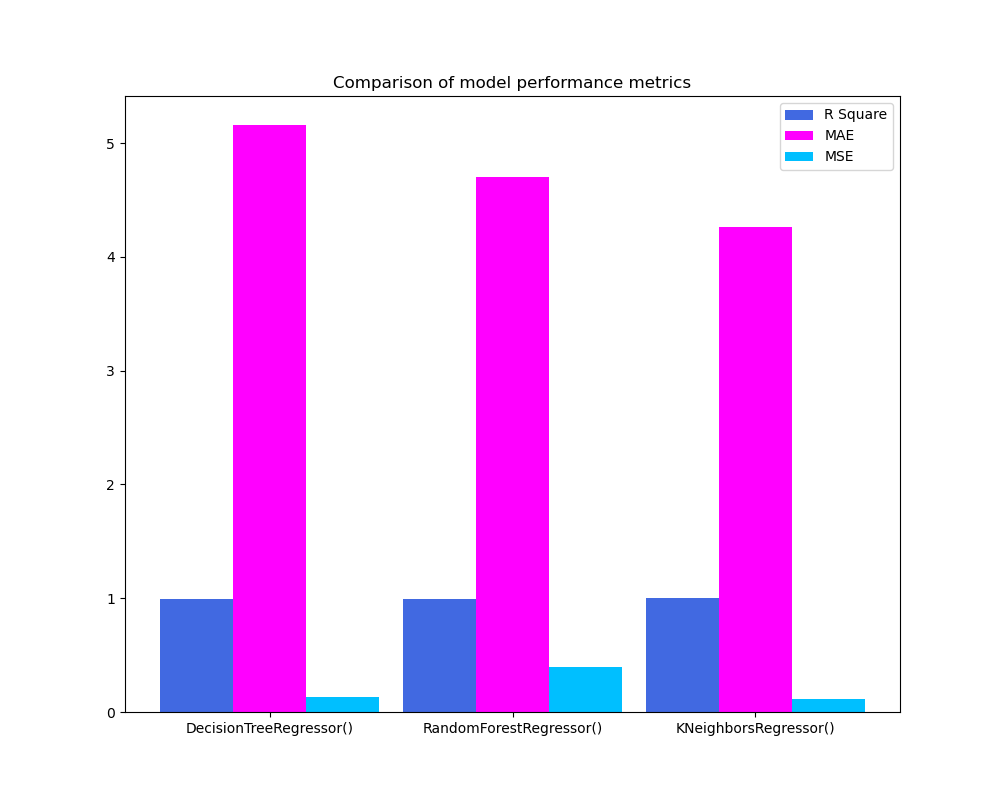 Comparison of model performance metrics
R Square
MAE
MSE
5
4
3
2
1
0
DecisionTreeRegressor()
RandomForestRegressor()
KNeighborsRegressor()